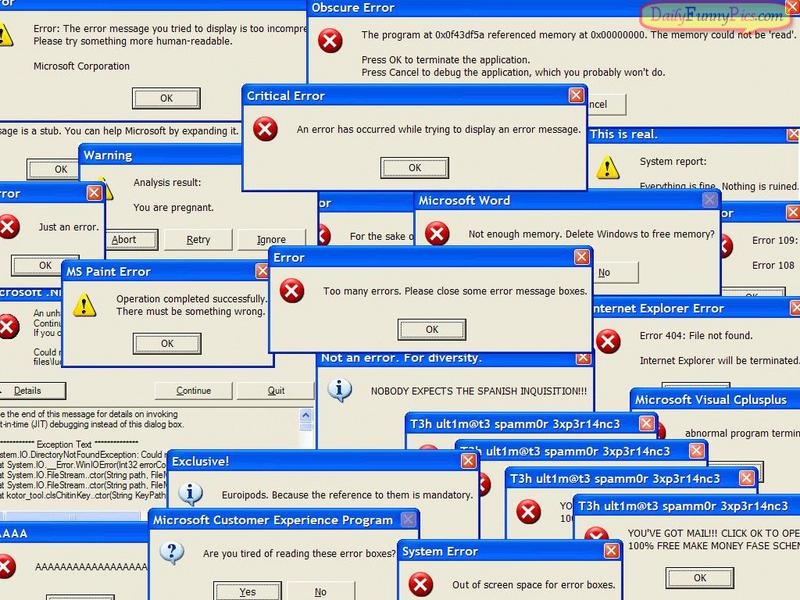 Obscure Error
DailyFunnyPics.com
Error: The error message you tried to display is too
Please try something more human-readable.
Microsoft Corporation
OK
The program at 0x0f43df5a referenced memory at 0x00000000. The memory could not be 'read'.
Press OK to terminate the application.
Press Cancel to debug the application, which you probably won't do.
Critical Error
An error has occurred while trying to display an error message.
OK
is a stub. You can help Microsoft by expanding it.
OK
This is real.
System report:
Everything is fine. Nothing is ruined.
Warning
Analysis result:
You are pregnant.
Abort
Retry
Ignore
Just an error.
OK
For the sake o
Microsoft Word
Not enough memory. Delete Windows to free memory?
No
Error 109:
Error 108
OK
MS Paint Error
Operation completed successfully.
There must be something wrong.
OK
Error
Too many errors. Please close some error message boxes.
OK
nternet Explorer Error
Error 404: File not found.
Internet Explorer will be terminated.
crosoft .N
An unha
Continu
If you c
Could n
files\luc
Details
Continue
Quit
e the end of this message for details on invoking
t-in-time (JIT) debugging instead of this dialog box.
************** Exception Text **************
stem.IO.DirectoryNotFoundException: Could n
at System.IO.__Error.WinIOError(Int32 errorCo
at System.IO.FileStream..ctor(String path, FileM
at System.IO.FileStream..ctor(String path, FileM
at kotor_tool.clsChitinKey..ctor(String KeyPath
Not an error. For diversity.
NOBODY EXPECTS THE SPANISH INQUISITION!!!
Microsoft Visual Cplusplus
abnormal program termin
T3h ult1m@t3 spamm0r 3xp3r14nc3
T3h ult1m@t3 spamm0r 3xp3r14nc3
T3h ult1m@t3 spamm0r 3xp3r14nc3
T3h ult1m@t3 spamm0r 3xp3r14nc3
YO
100
YOU'VE GOT MAIL!!! CLICK OK TO OPE
100% FREE MAKE MONEY FASE SCHEM
OK
Exclusive!
Euroipods. Because the reference to them is mandatory.
Microsoft Customer Experience Program
Are you tired of reading these error boxes?
Yes
No
AAAA
AAAAAAAAAAAAAAAAAA
System Error
Out of screen space for error boxes.